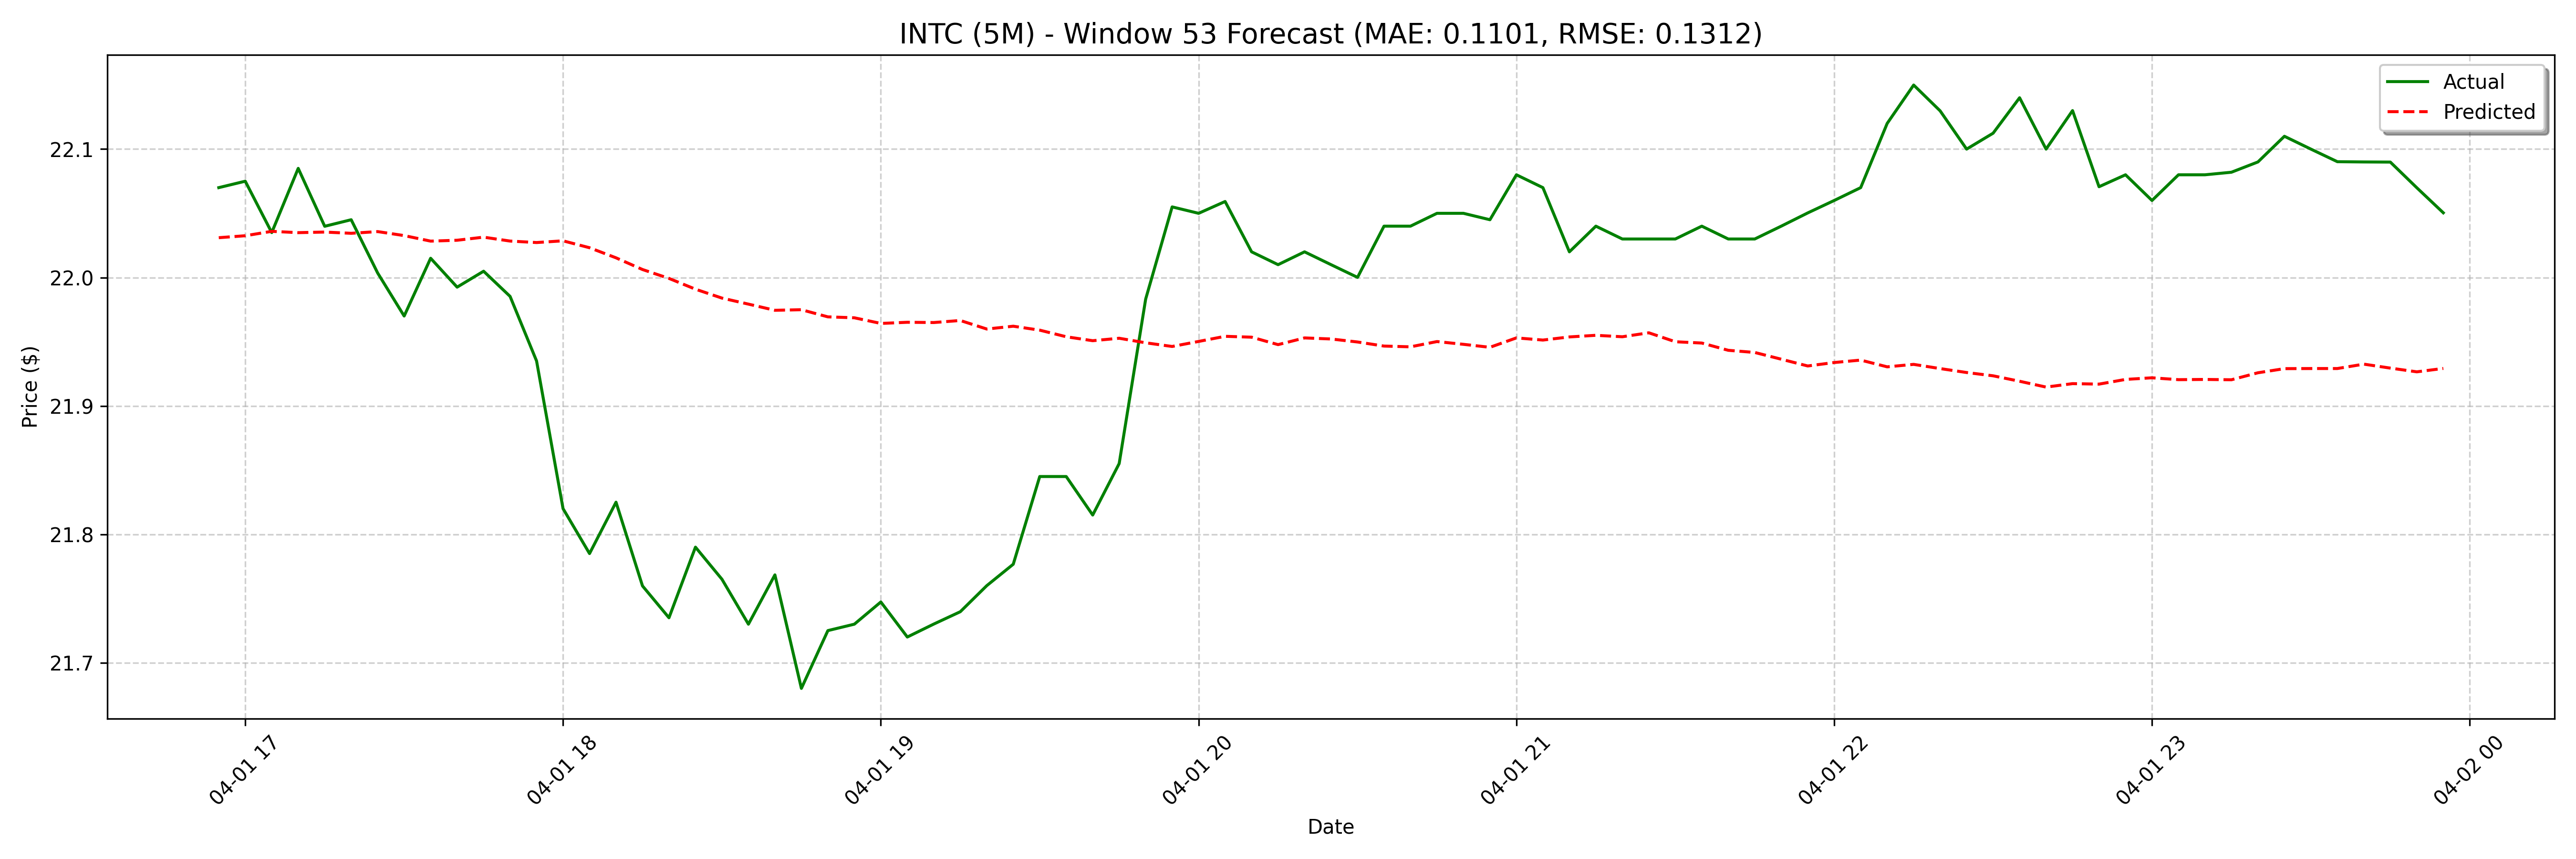 INTC (5M) - Window 53 Forecast (MAE: 0.1101, RMSE: 0.1312)
Actual
Predicted
Price ($)
22.1
22.0
21.9
21.8
21.7
04-01 17
04-01 18
04-01 19
04-01 20
04-01 21
04-01 22
04-01 23
04-02 00
Date